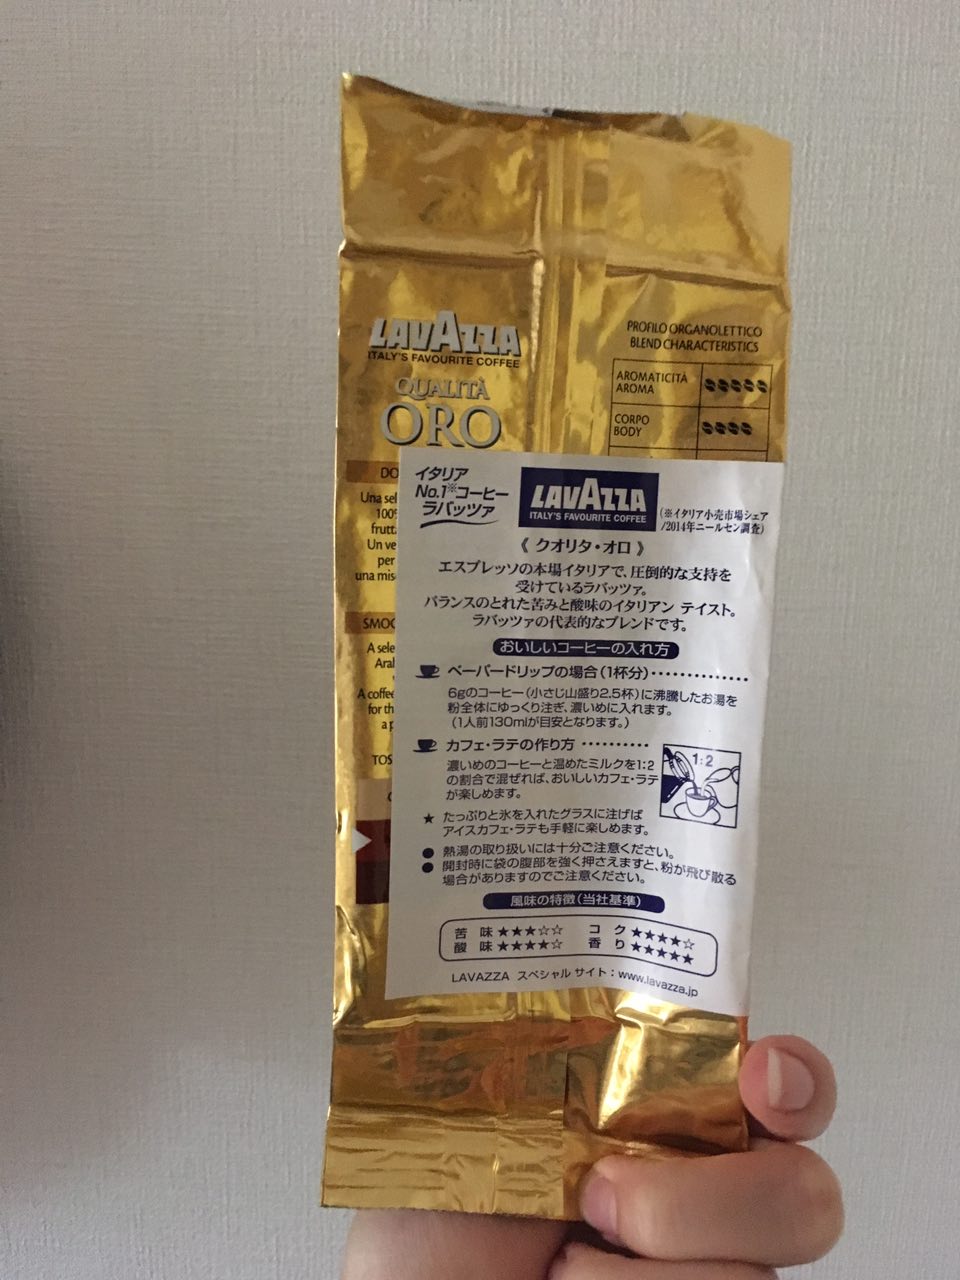 LAVAZZA
ITALY'S FAVOURITE COFFEE
QUALITÀ
ORO
PROFILO ORGANOLETTICO
BLEND CHARACTERISTICS
AROMATICITÀ
AROMA
CORPO
BODY
DO
Una sel
100%
frutt
Un ve
per
una mis
SMOO
A sele
Arab
A coffee
for th
a p
TOS
イタリア
No.1※コーヒー
ラバッツァ
LAVAZZA
ITALY'S FAVOURITE COFFEE
(※イタリア小売市場シェア
/2014年ニールセン調査)
《 クオリタ・オロ 》
エスプレッソの本場イタリアで、圧倒的な支持を
受けているラバッツァ。
バランスのとれた苦みと酸味のイタリアン テイスト。
ラバッツァの代表的なブレンドです。
おいしいコーヒーの入れ方
ペーパードリップの場合(1杯分)・・・・・・・・・・・・・・
6gのコーヒー(小さじ山盛り2.5杯)に沸騰したお湯を
粉全体にゆっくり注ぎ、濃いめに入れます。
(1人前130mlが目安となります。)
カフェ・ラテの作り方 ・・・・・・・・・・
濃いめのコーヒーと温めたミルクを1:2
の割合で混ぜれば、おいしいカフェ・ラテ
が楽しめます。
1:2
★ たっぷりと氷を入れたグラスに注げば
アイスカフェ・ラテも手軽に楽しめます。
● 熱湯の取り扱いには十分ご注意ください。
● 開封時に袋の腹部を強く押さえますと、粉が飛び散る
場合がありますのでご注意ください。
風味の特徴(当社基準)
苦 味 ★★★☆☆ コ ク ★★★★☆
酸 味 ★★★★☆ 香 り ★★★★★
LAVAZZA スペシャル サイト:www.lavazza.jp